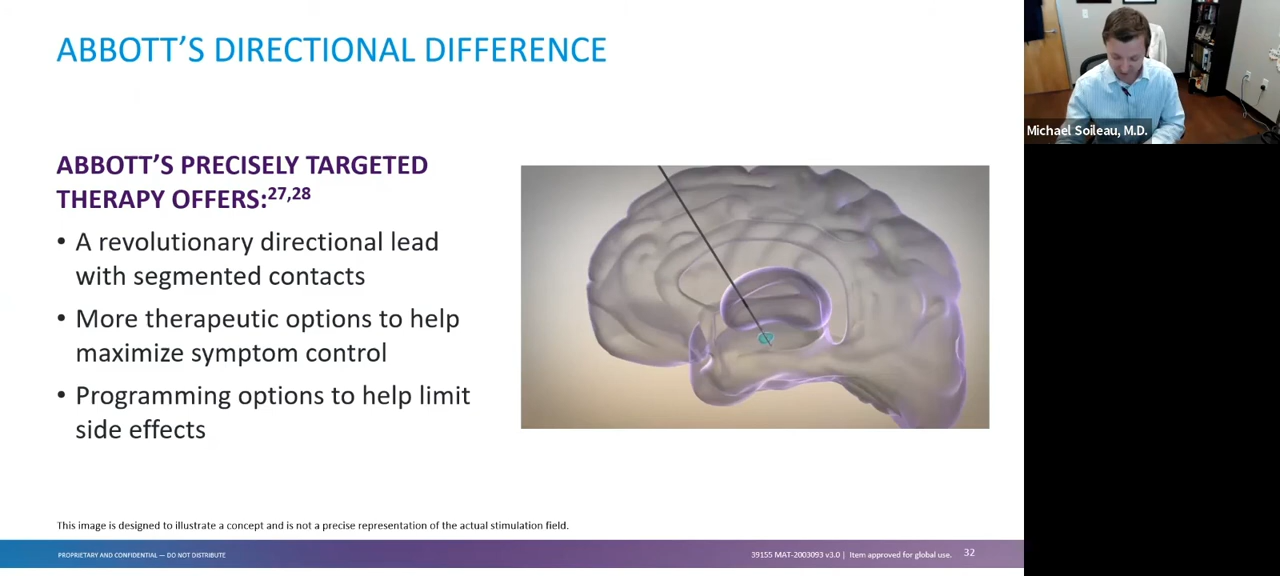 ABBOTT’S DIRECTIONAL DIFFERENCE
ABBOTT’S PRECISELY TARGETED
THERAPY OFFERS:27,28
• A revolutionary directional lead
with segmented contacts
• More therapeutic options to help
maximize symptom control
• Programming options to help limit
side effects
This image is designed to illustrate a concept and is not a precise representation of the actual stimulation field.
PROPRIETARY AND CONFIDENTIAL — DO NOT DISTRIBUTE
39155 MAT-2003093 v3.0 | Item approved for global use. 32
Michael Soileau, M.D.